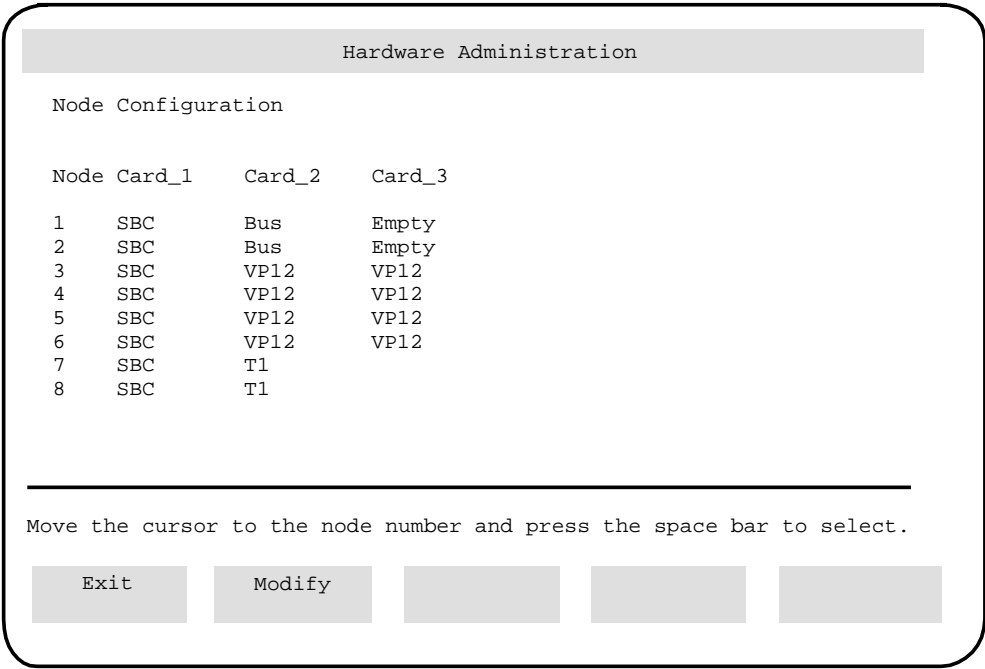 Hardware Administration
Node Configuration
Node Card_1 Card_2 Card_3
1 SBC Bus Empty
2 SBC Bus Empty
3 SBC VP12 VP12
4 SBC VP12 VP12
5 SBC VP12 VP12
6 SBC VP12 VP12
7 SBC T1
8 SBC T1
Move the cursor to the node number and press the space bar to select.
Exit Modify